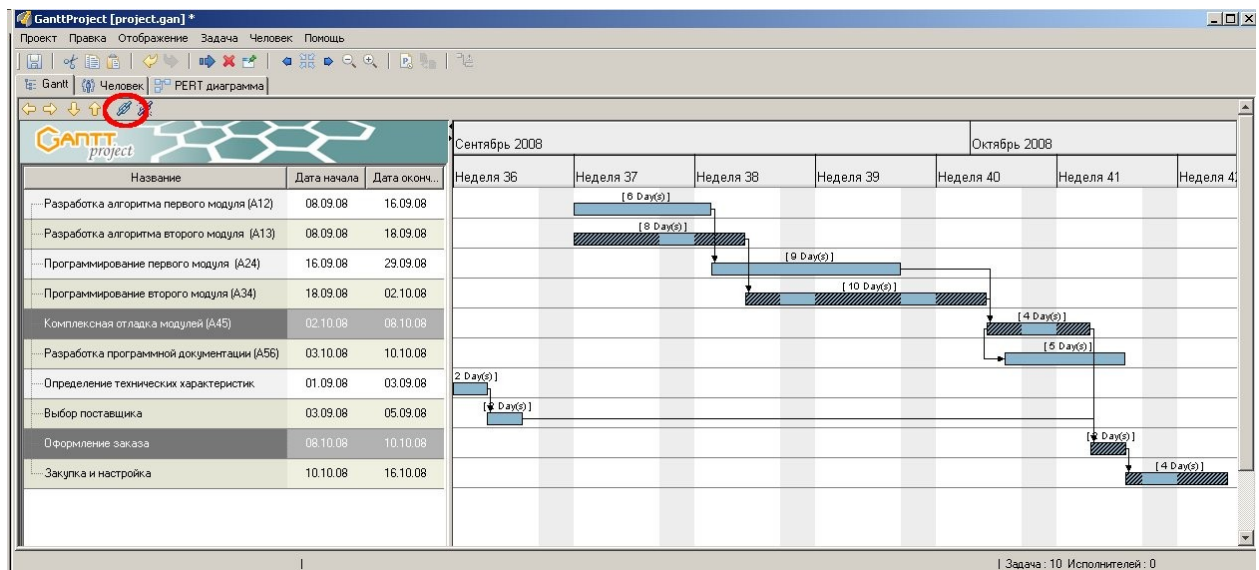 GanttProject [project.gan] *
Проект Правка Отображение Задача Человек Помощь
Gantt Человек PERT диаграмма
GANTT project
Сентябрь 2008 Октябрь 2008
Название Дата начала Дата оконч... Неделя 36 Неделя 37 Неделя 38 Неделя 39 Неделя 40 Неделя 41 Неделя 4
Разработка алгоритма первого модуля (А12) 08.09.08 16.09.08 [ 6 Day(s) ]
Разработка алгоритма второго модуля (А13) 08.09.08 18.09.08 [ 8 Day(s) ]
Программирование первого модуля (А24) 16.09.08 29.09.08 [ 9 Day(s) ]
Программирование второго модуля (А34) 18.09.08 02.10.08 [ 10 Day(s) ]
Комплексная отладка модулей (А45) 02.10.08 08.10.08 [ 4 Day(s) ]
Разработка программной документации (А56) 03.10.08 10.10.08 [ 5 Day(s) ]
Определение технических характеристик 01.09.08 03.09.08 2 Day(s) ]
Выбор поставщика 03.09.08 05.09.08 [ 2 Day(s) ]
Оформление заказа 08.10.08 10.10.08 [ 2 Day(s) ]
Закупка и настройка 10.10.08 16.10.08 [ 4 Day(s) ]
Задача : 10 Исполнителей : 0